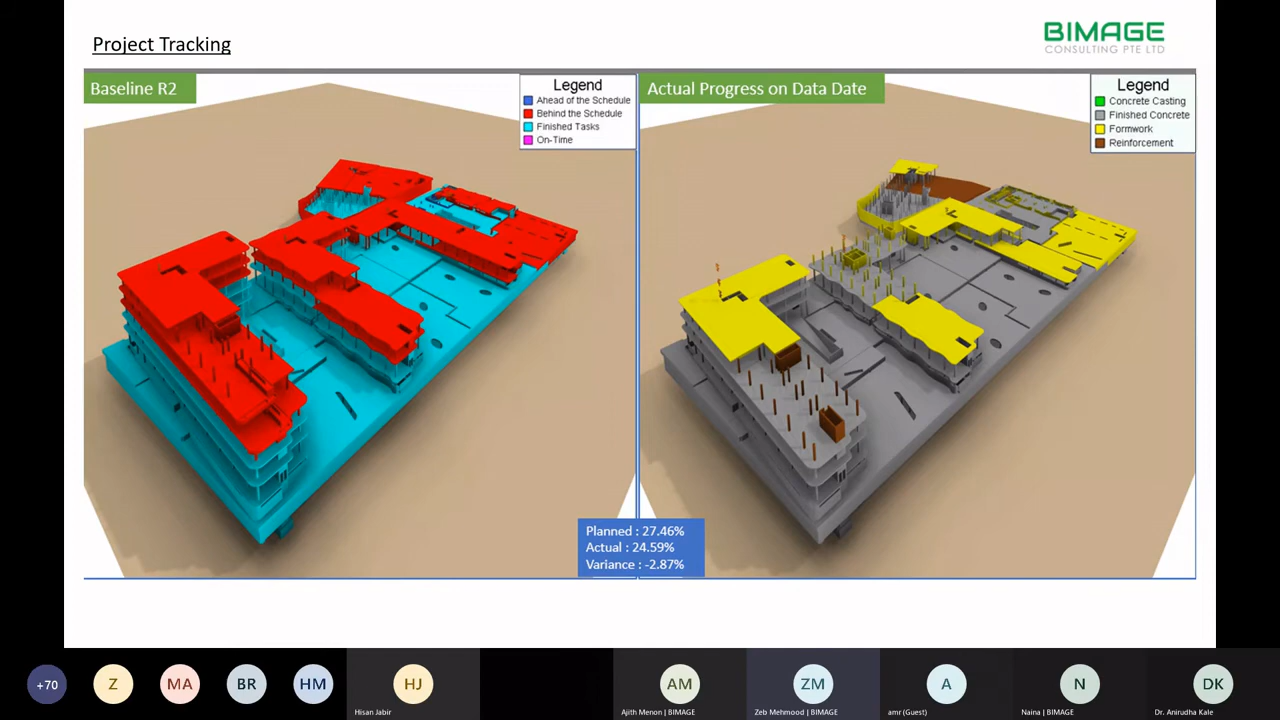 Project Tracking
BIMAGE
CONSULTING PTE LTD
Baseline R2
Legend
Ahead of the Schedule
Behind the Schedule
Finished Tasks
On-Time
Actual Progress on Data Date
Legend
Concrete Casting
Finished Concrete
Formwork
Reinforcement
Planned : 27.46%
Actual : 24.59%
Variance : -2.87%
+70
Z
MA
BR
HM
HJ
Hisan Jabir
AM
Ajith Menon | BIMAGE
ZM
Zeb Mehmood | BIMAGE
A
amr (Guest)
N
Naina | BIMAGE
DK
Dr. Anirudha Kale